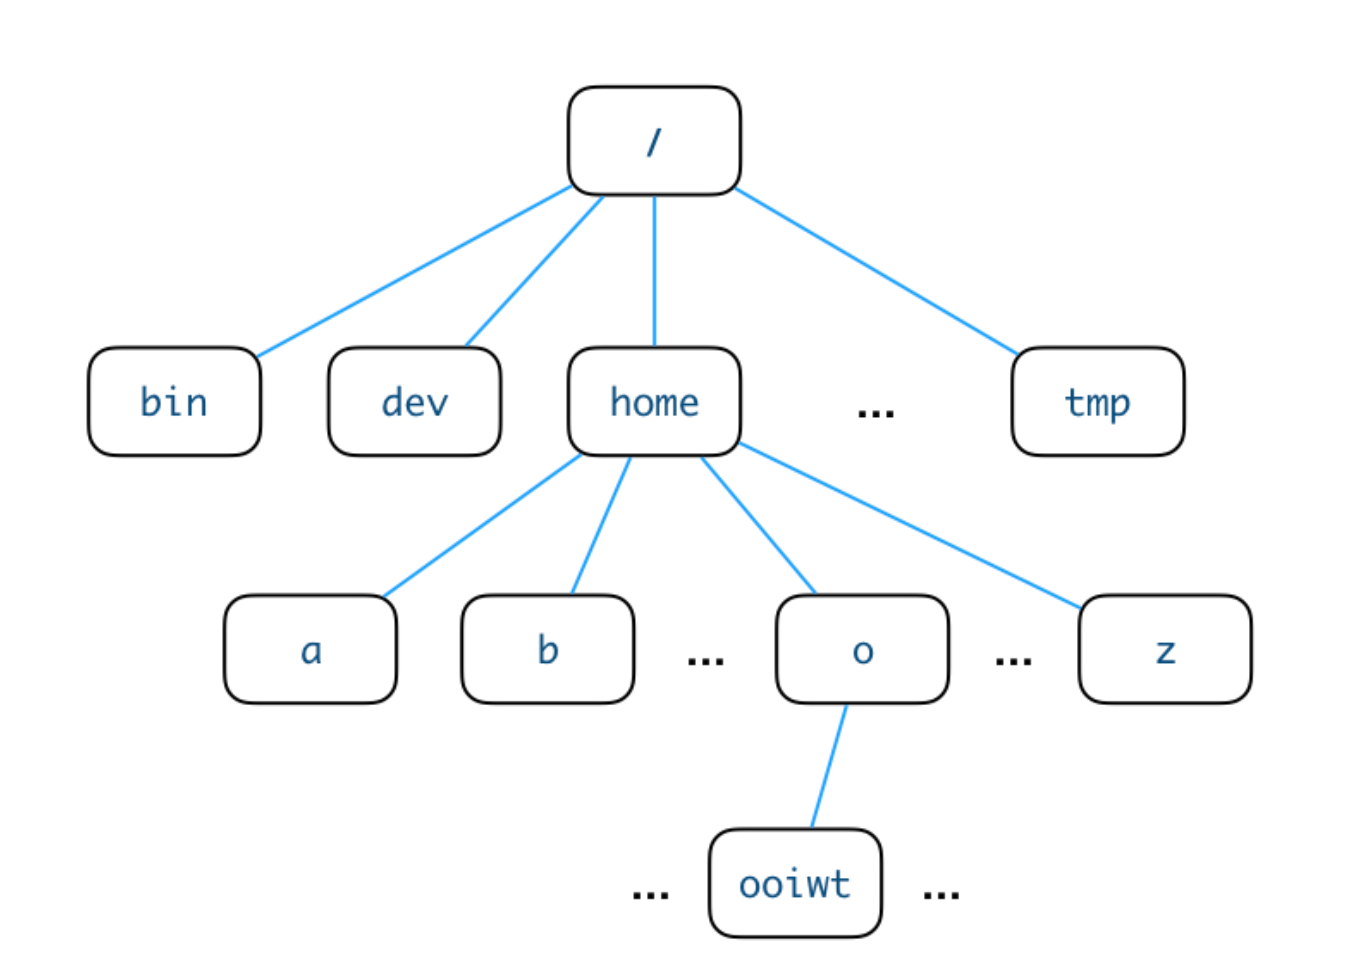 /
bin dev home ... tmp
a b ... o ... z
... ooiwt ...